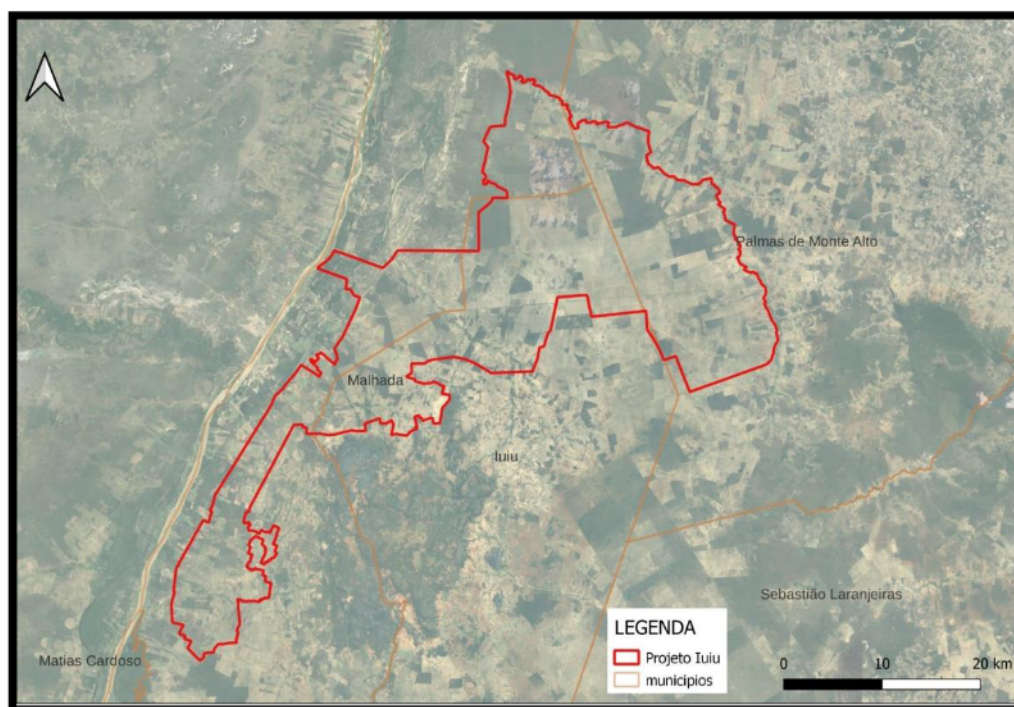 Palmas de Monte Alto
Malhada
Iuiu
Sebastião Laranjeiras
Matias Cardoso
LEGENDA
Projeto Iuiu
municipios
0 10 20 km